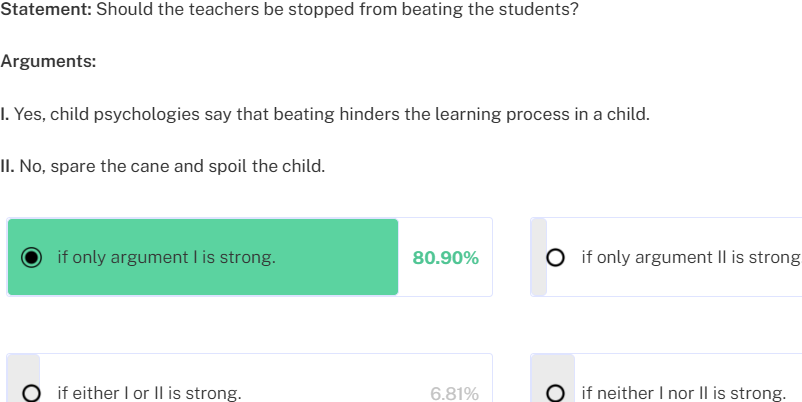 Statement: Should the teachers be stopped from beating the students?
Arguments:
I. Yes, child psychologies say that beating hinders the learning process in a child.
II. No, spare the cane and spoil the child.
if only argument I is strong. 80.90%
if only argument II is strong
if either I or II is strong. 6.81%
if neither I nor II is strong.